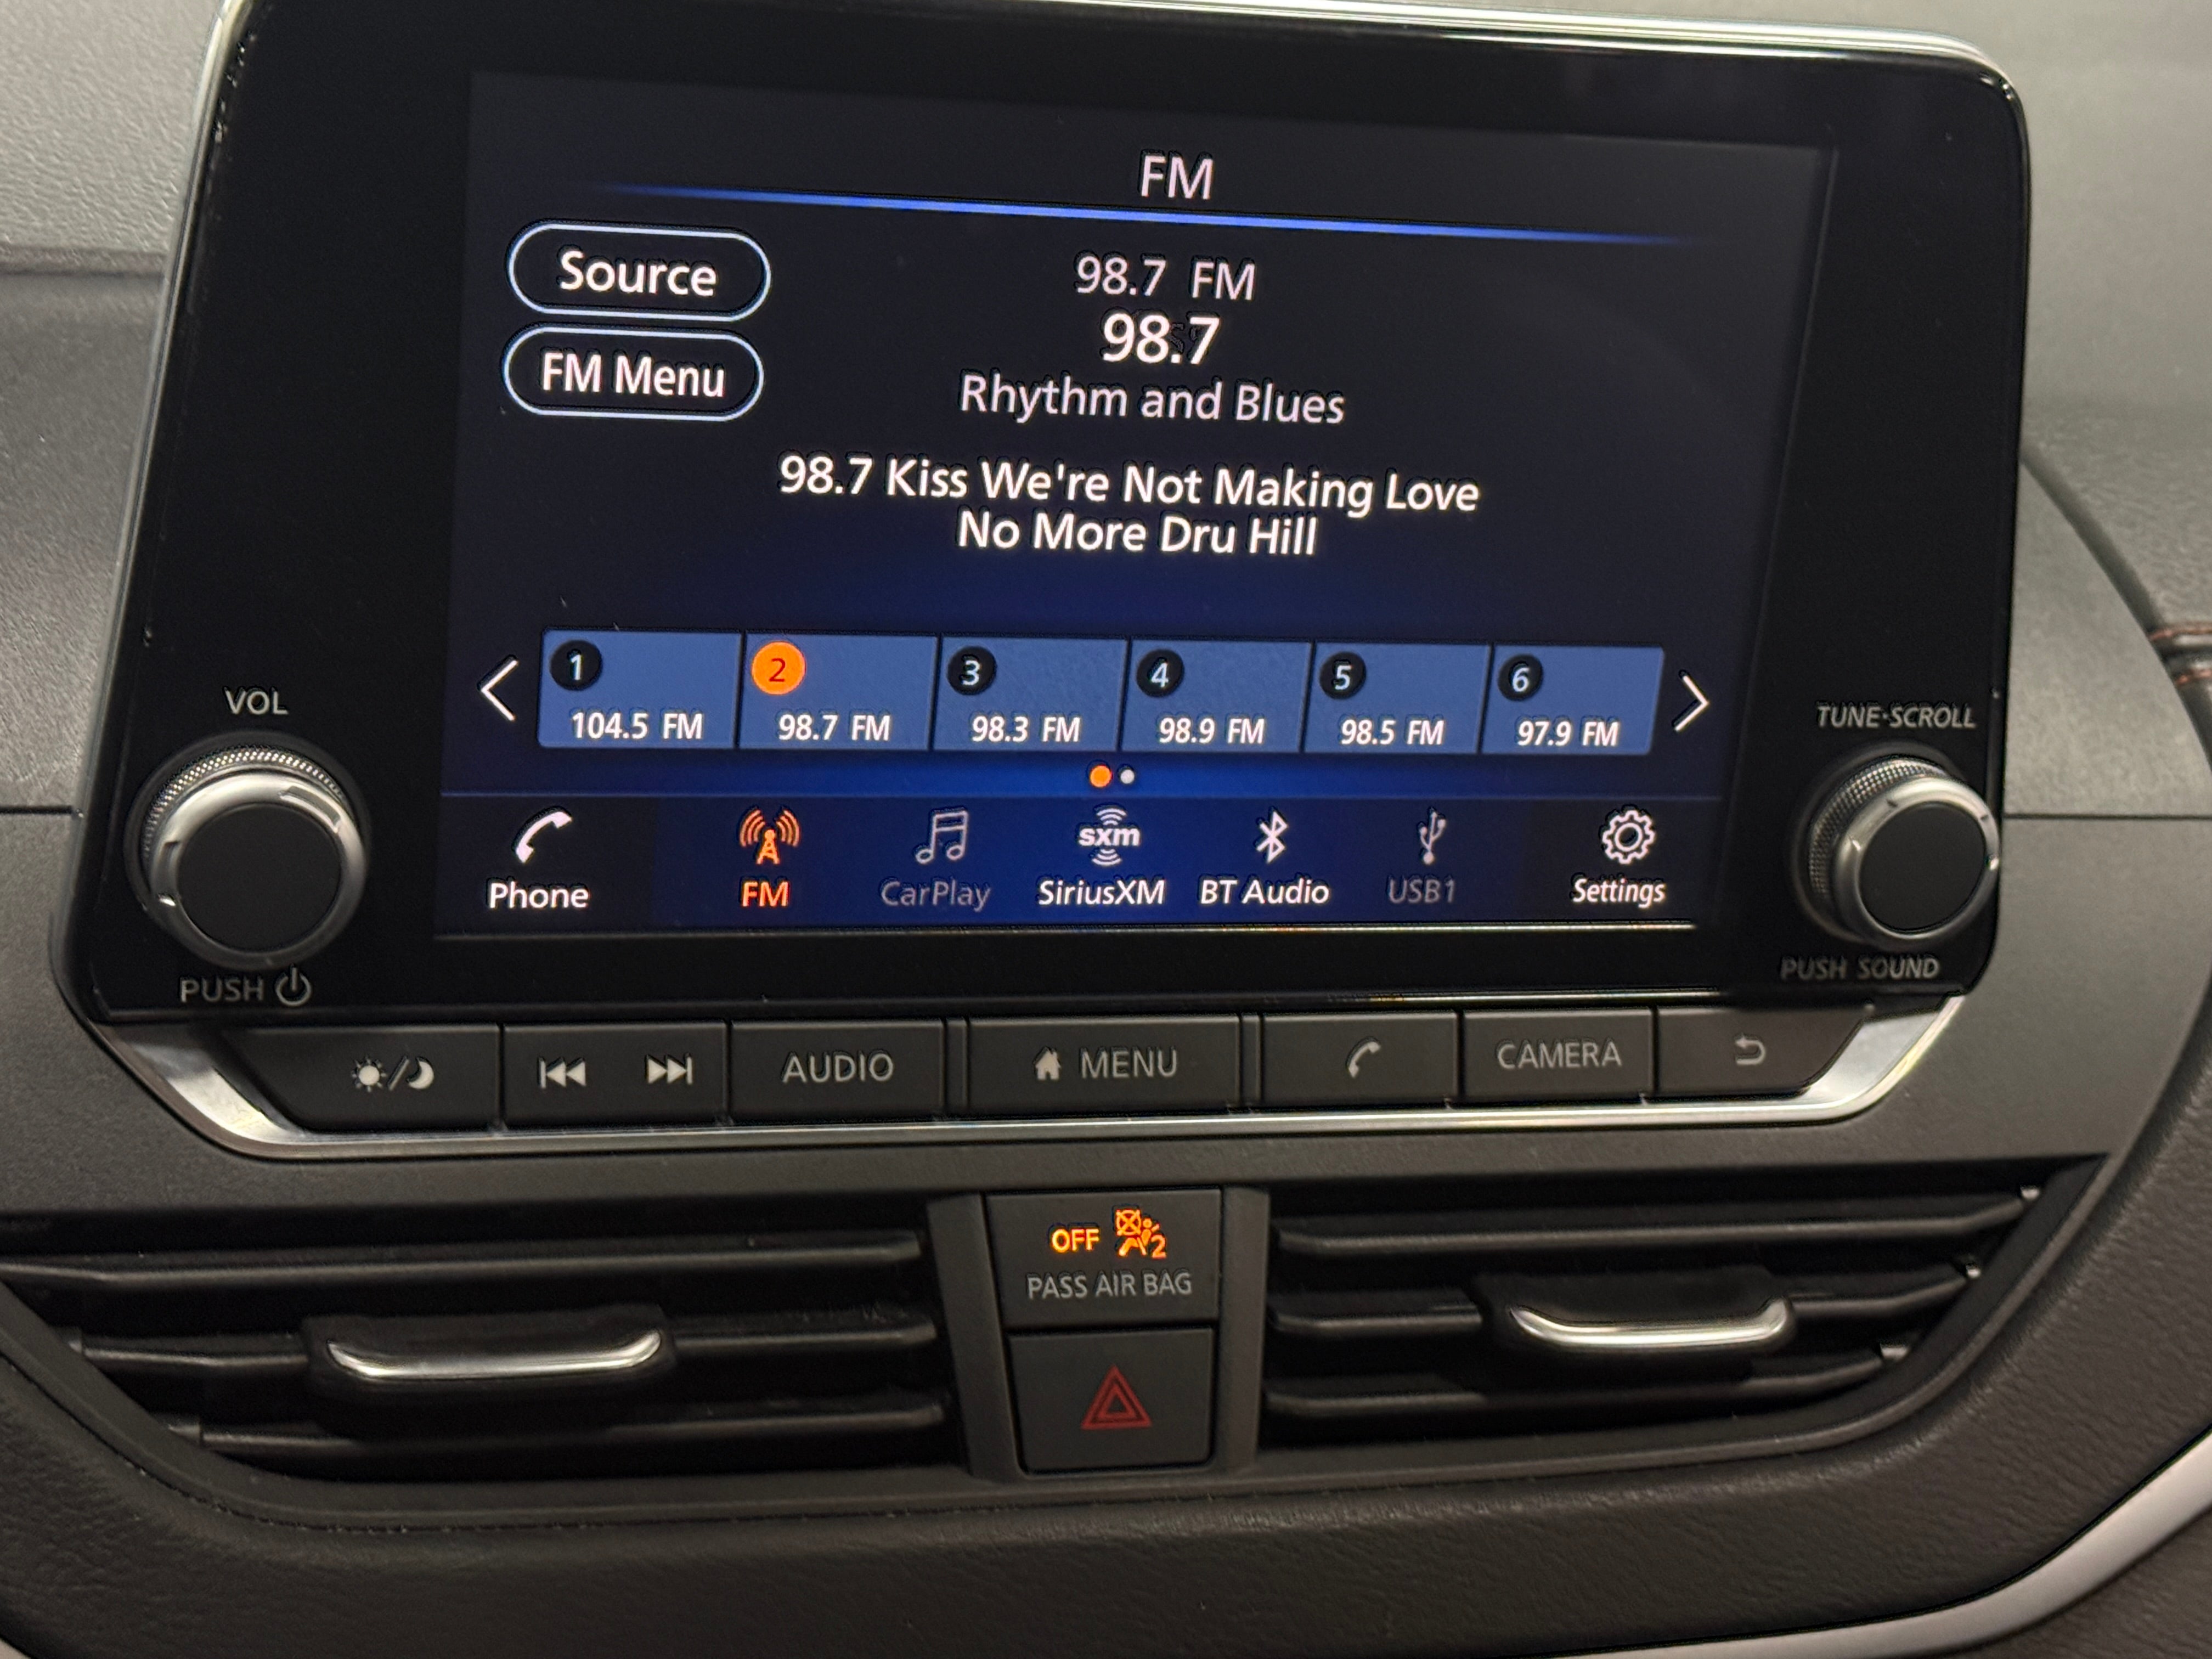 FM
Source
FM Menu
98.7 FM
98.7
Rhythm and Blues
98.7 Kiss We're Not Making Love
No More Dru Hill
1 2 3 4 5 6
104.5 FM 98.7 FM 98.3 FM 98.9 FM 98.5 FM 97.9 FM
sxm
Phone FM CarPlay SiriusXM BT Audio USB1 Settings
VOL
PUSH
TUNE·SCROLL
PUSH SOUND
AUDIO MENU CAMERA
OFF 2
PASS AIR BAG